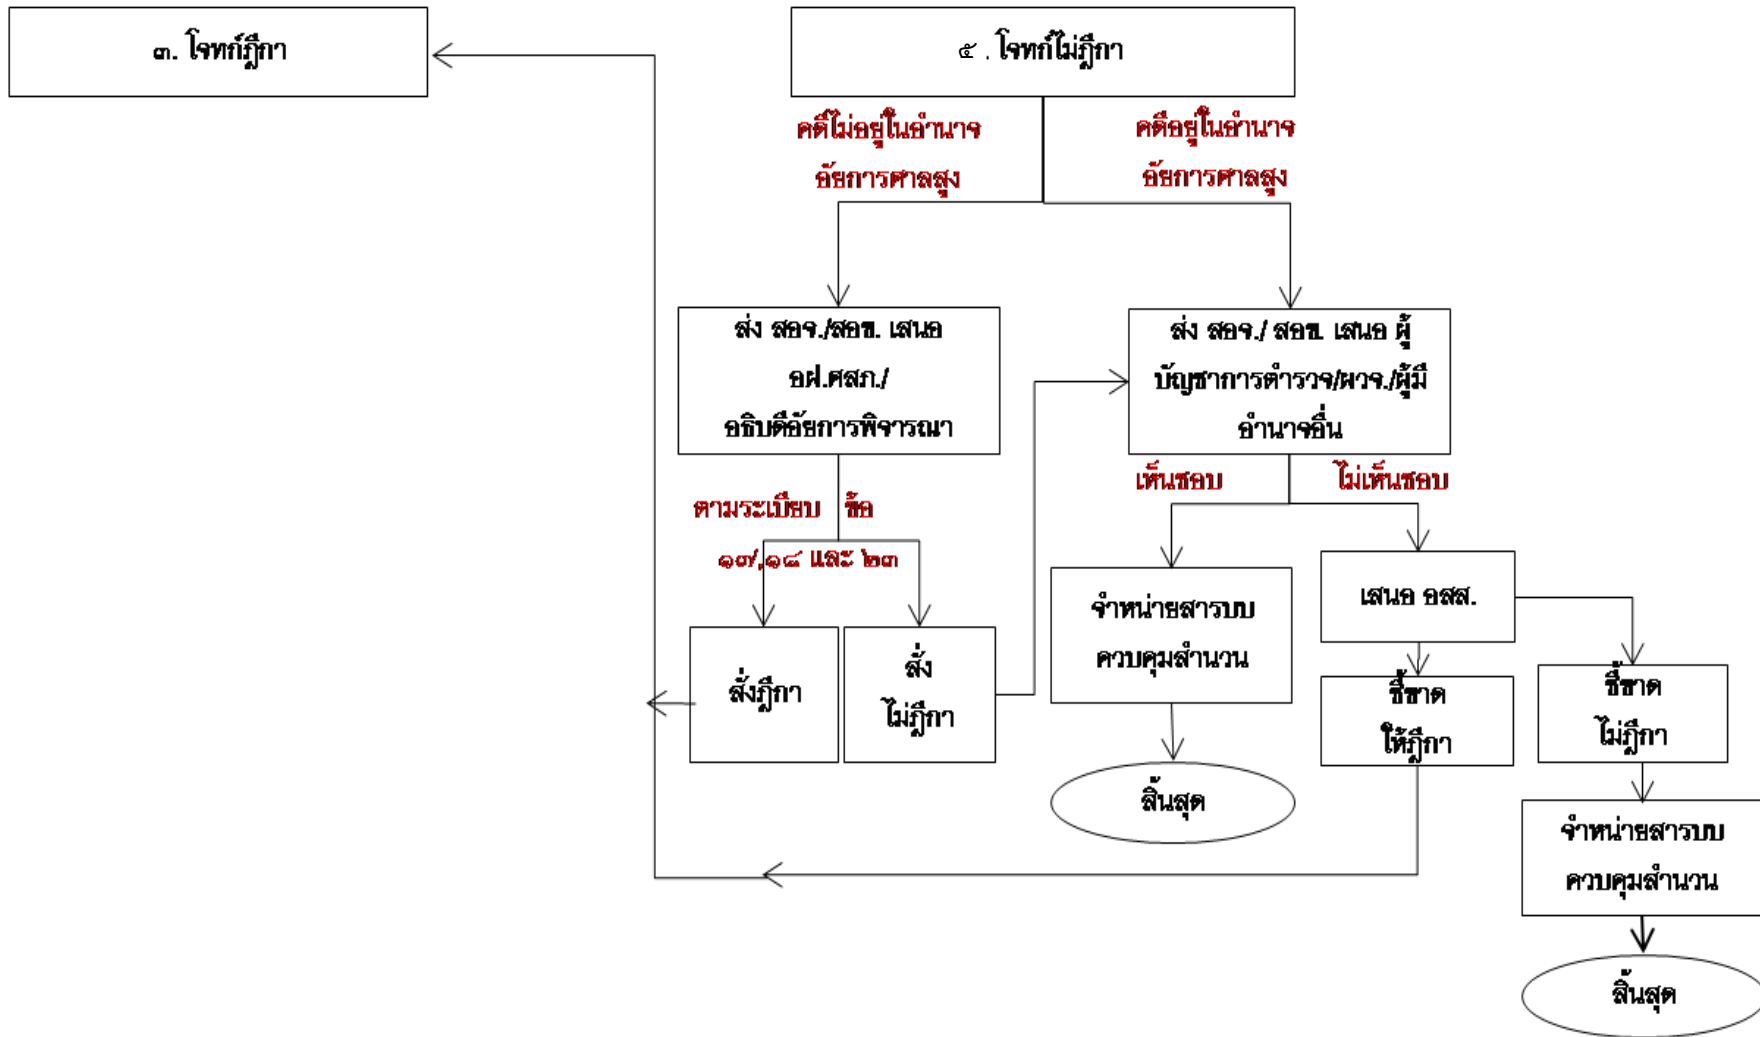 ๓. โจทก์ฎีกา
๕ . โจทก์ไม่ฎีกา
คดีไม่อยู่ในอำนาจ
อัยการศาลสูง
คดีอยู่ในอำนาจ
อัยการศาลสูง
ส่ง สอจ./สอข. เสนอ
อฝ.ศสภ./
อธิบดีอัยการพิจารณา
ส่ง สอจ./ สอข. เสนอ ผู้
บัญชาการตำรวจ/ผวจ./ผู้มี
อำนาจอื่น
ตามระเบียบ ข้อ
๑๗,๑๘ และ ๒๓
เห็นชอบ
ไม่เห็นชอบ
สั่งฎีกา
สั่ง
ไม่ฎีกา
จำหน่ายสารบบ
ควบคุมสำนวน
สิ้นสุด
เสนอ อสส.
ชี้ขาด
ให้ฎีกา
ชี้ขาด
ไม่ฎีกา
จำหน่ายสารบบ
ควบคุมสำนวน
สิ้นสุด